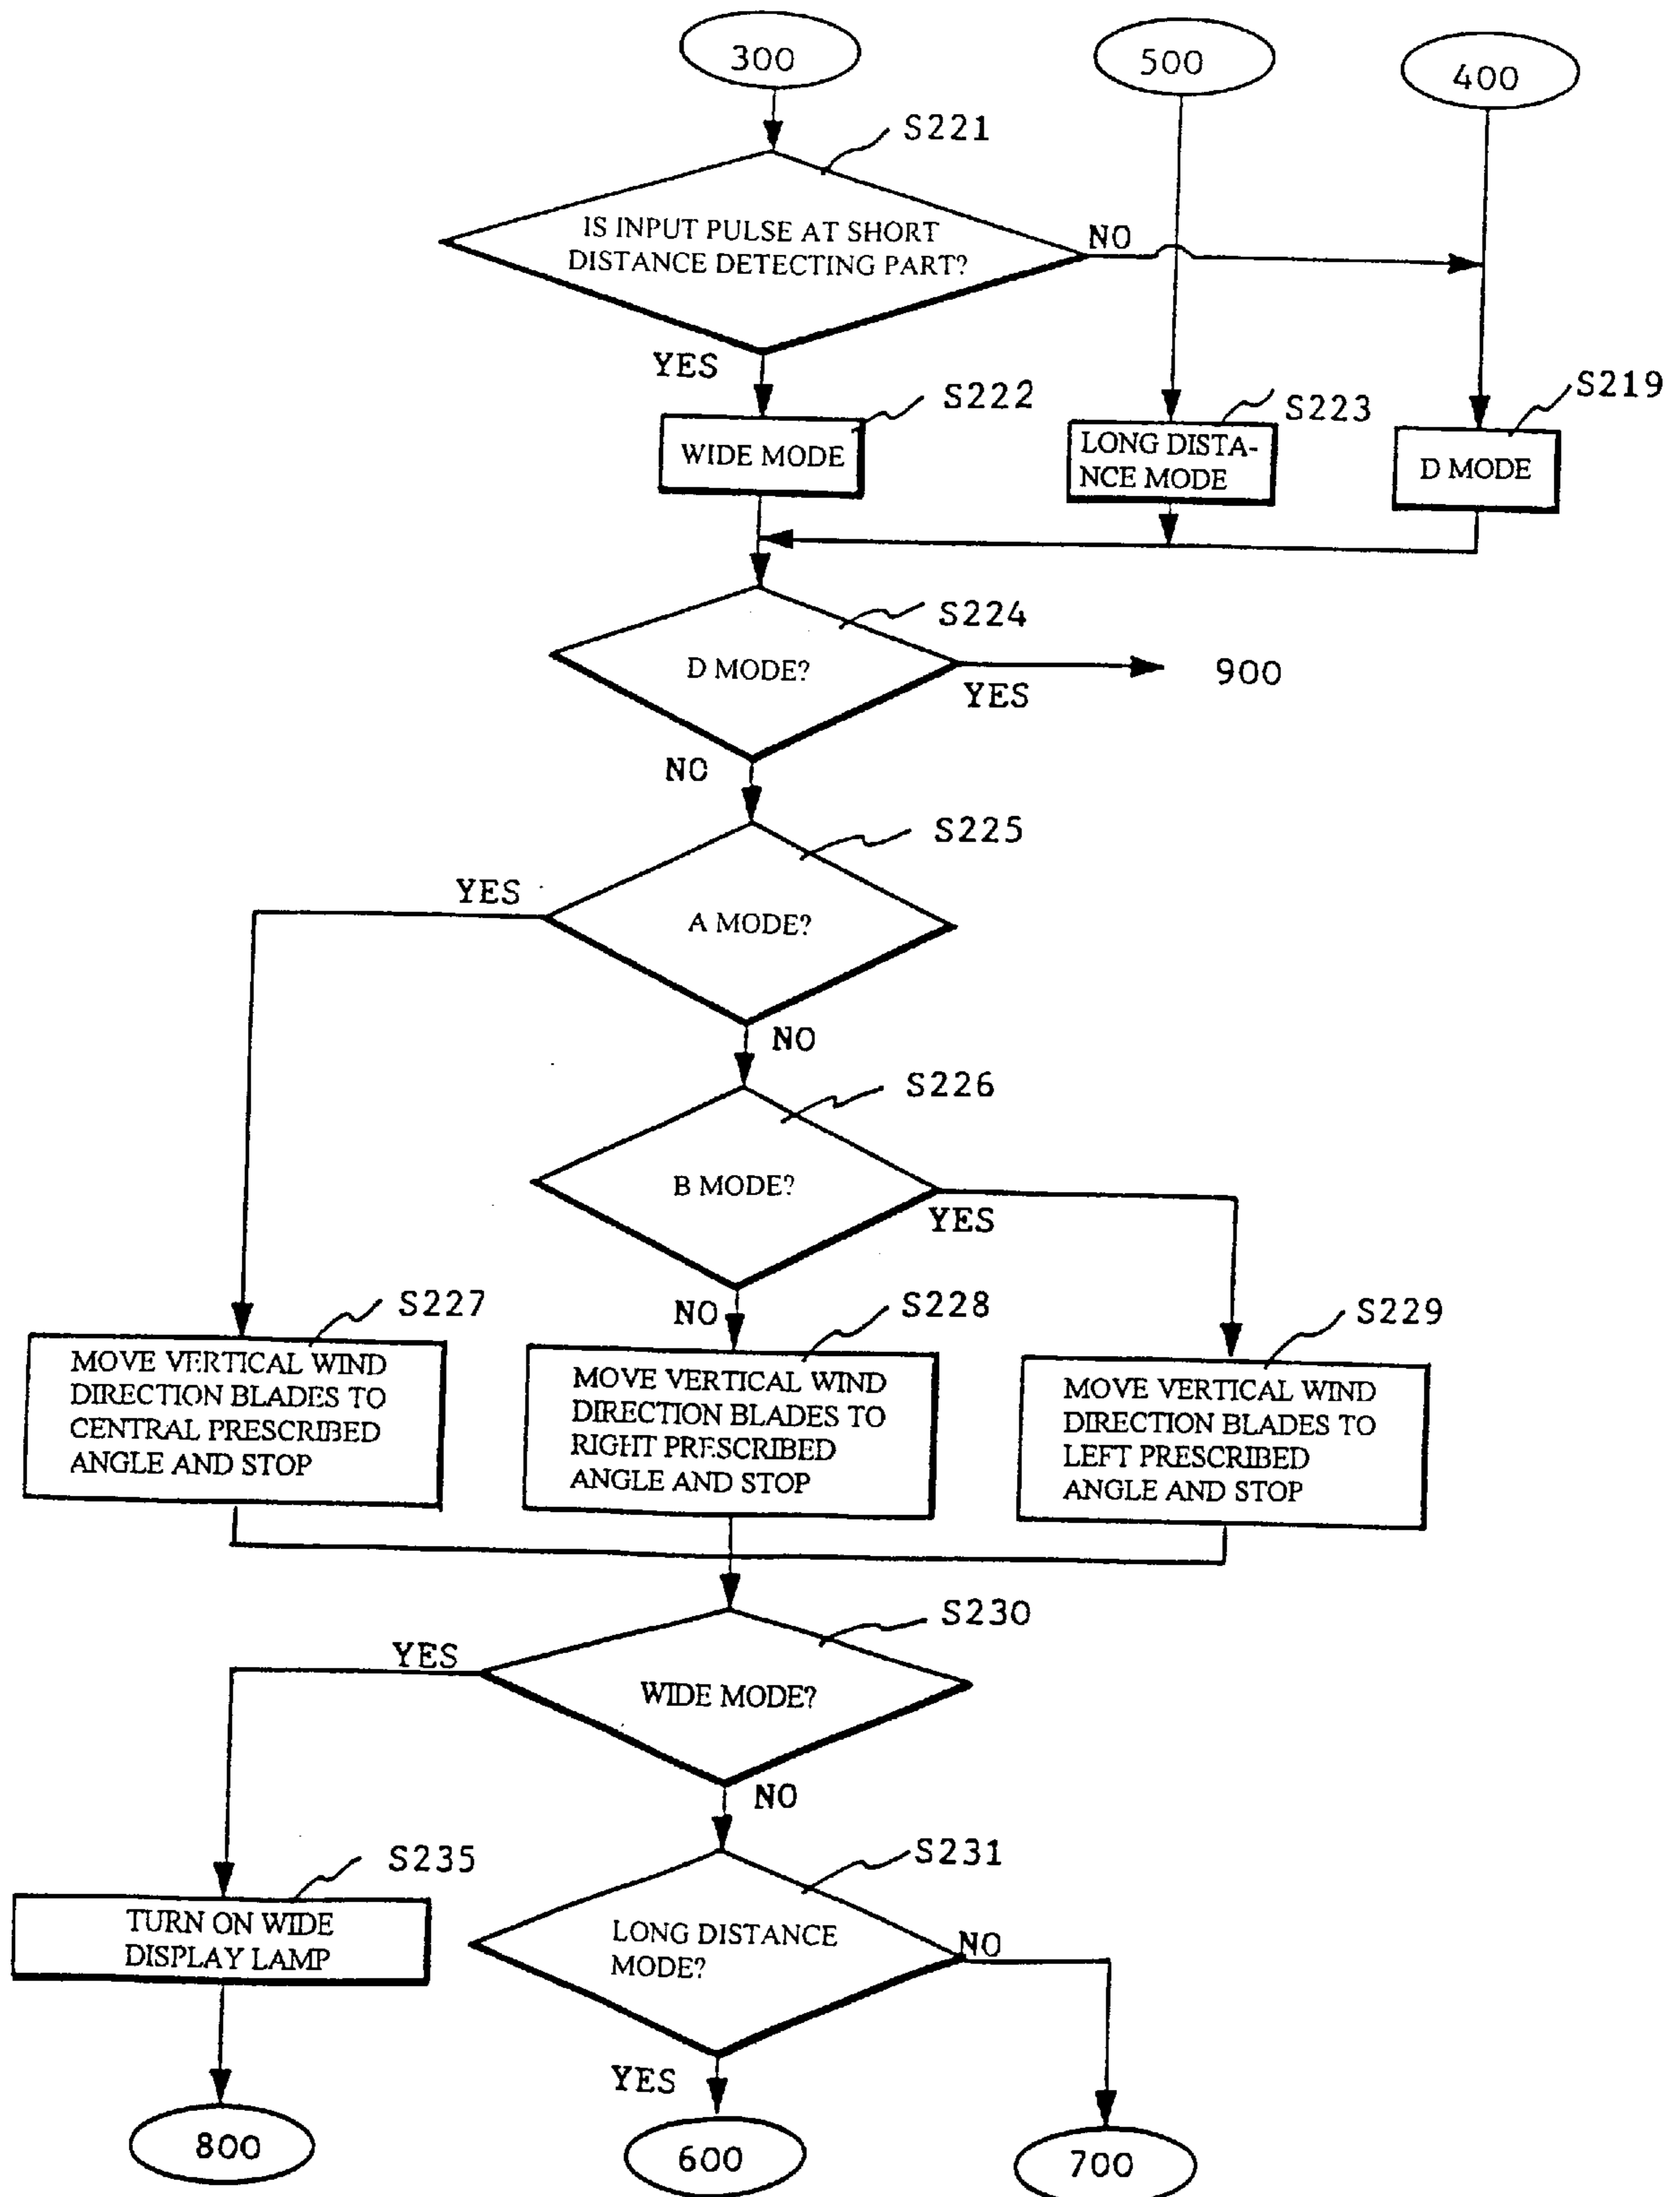 300
500
400
S221
IS INPUT PULSE AT SHORT
DISTANCE DETECTING PART?
NO
YES
S222
S223
S219
WIDE MODE
LONG DISTA-
NCE MODE
D MODE
S224
D MODE?
YES
900
NO
S225
YES
A MODE?
NO
S226
B MODE?
YES
NO
S227
S228
S229
MOVE VERTICAL WIND
DIRECTION BLADES TO
CENTRAL PRESCRIBED
ANGLE AND STOP
MOVE VERTICAL WIND
DIRECTION BLADES TO
RIGHT PRESCRIBED
ANGLE AND STOP
MOVE VERTICAL WIND
DIRECTION BLADES TO
LEFT PRESCRIBED
ANGLE AND STOP
S230
YES
WIDE MODE?
NO
S235
S231
TURN ON WIDE
DISPLAY LAMP
LONG DISTANCE
MODE?
NO
YES
800
600
700